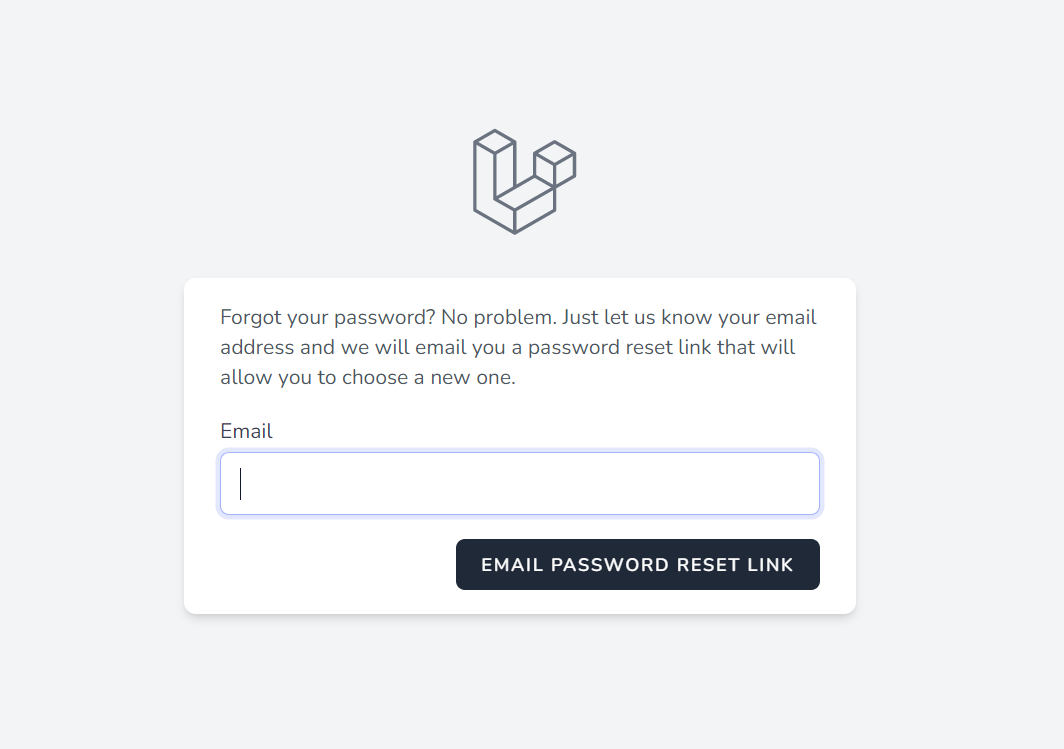 Forgot your password? No problem. Just let us know your email
address and we will email you a password reset link that will
allow you to choose a new one.
Email
EMAIL PASSWORD RESET LINK